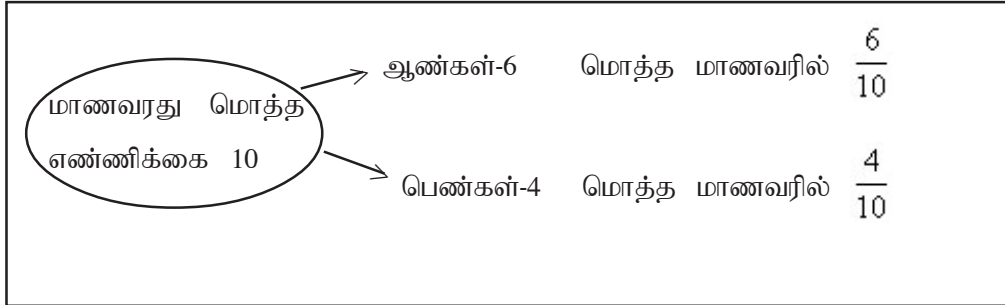 ஆண்கள்-6 மொத்த மாணவரில் 6/10
மாணவரது மொத்த
எண்ணிக்கை 10
பெண்கள்-4 மொத்த மாணவரில் 4/10